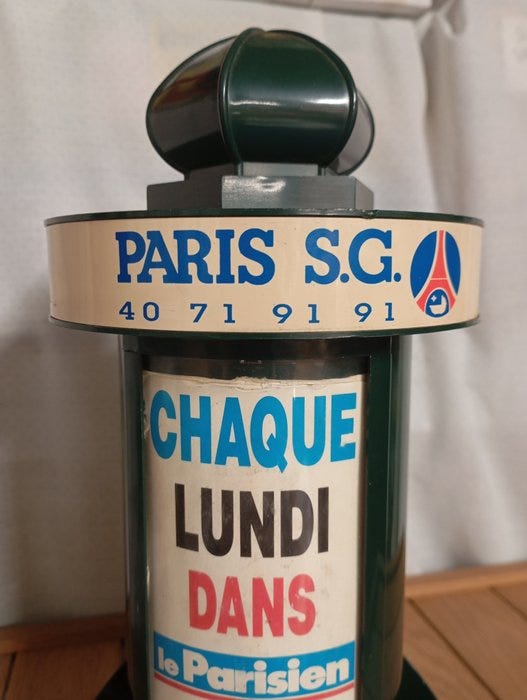 PARIS S.G.
40 71 91 91
CHAQUE
LUNDI
DANS
le Parisien